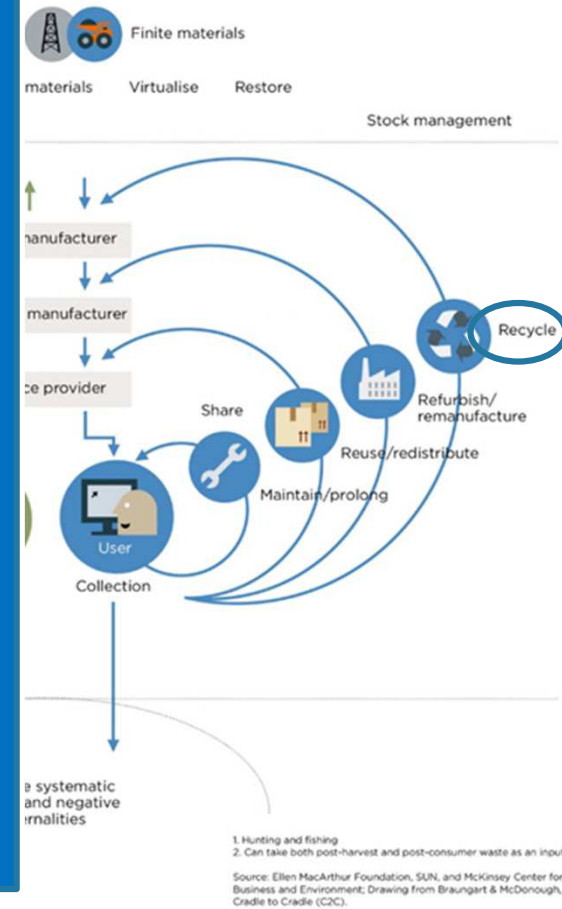 Finite materials
materials Virtualise Restore
Stock management
manufacturer
manufacturer
ce provider
Recycle
Refurbish/
remanufacture
Share
Reuse/redistribute
Maintain/prolong
User
Collection
e systematic
and negative
ernalities
1. Hunting and fishing
2. Can take both post-harvest and post-consumer waste as an input
Source: Ellen MacArthur Foundation, SUN, and McKinsey Center for
Business and Environment; Drawing from Braungart & McDonough,
Cradle to Cradle (C2C).